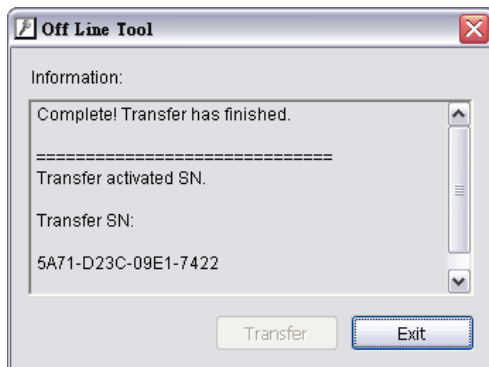 Off Line Tool
Information:
Complete! Transfer has finished.
==============================
Transfer activated SN.
Transfer SN:
5A71-D23C-09E1-7422
Transfer
Exit